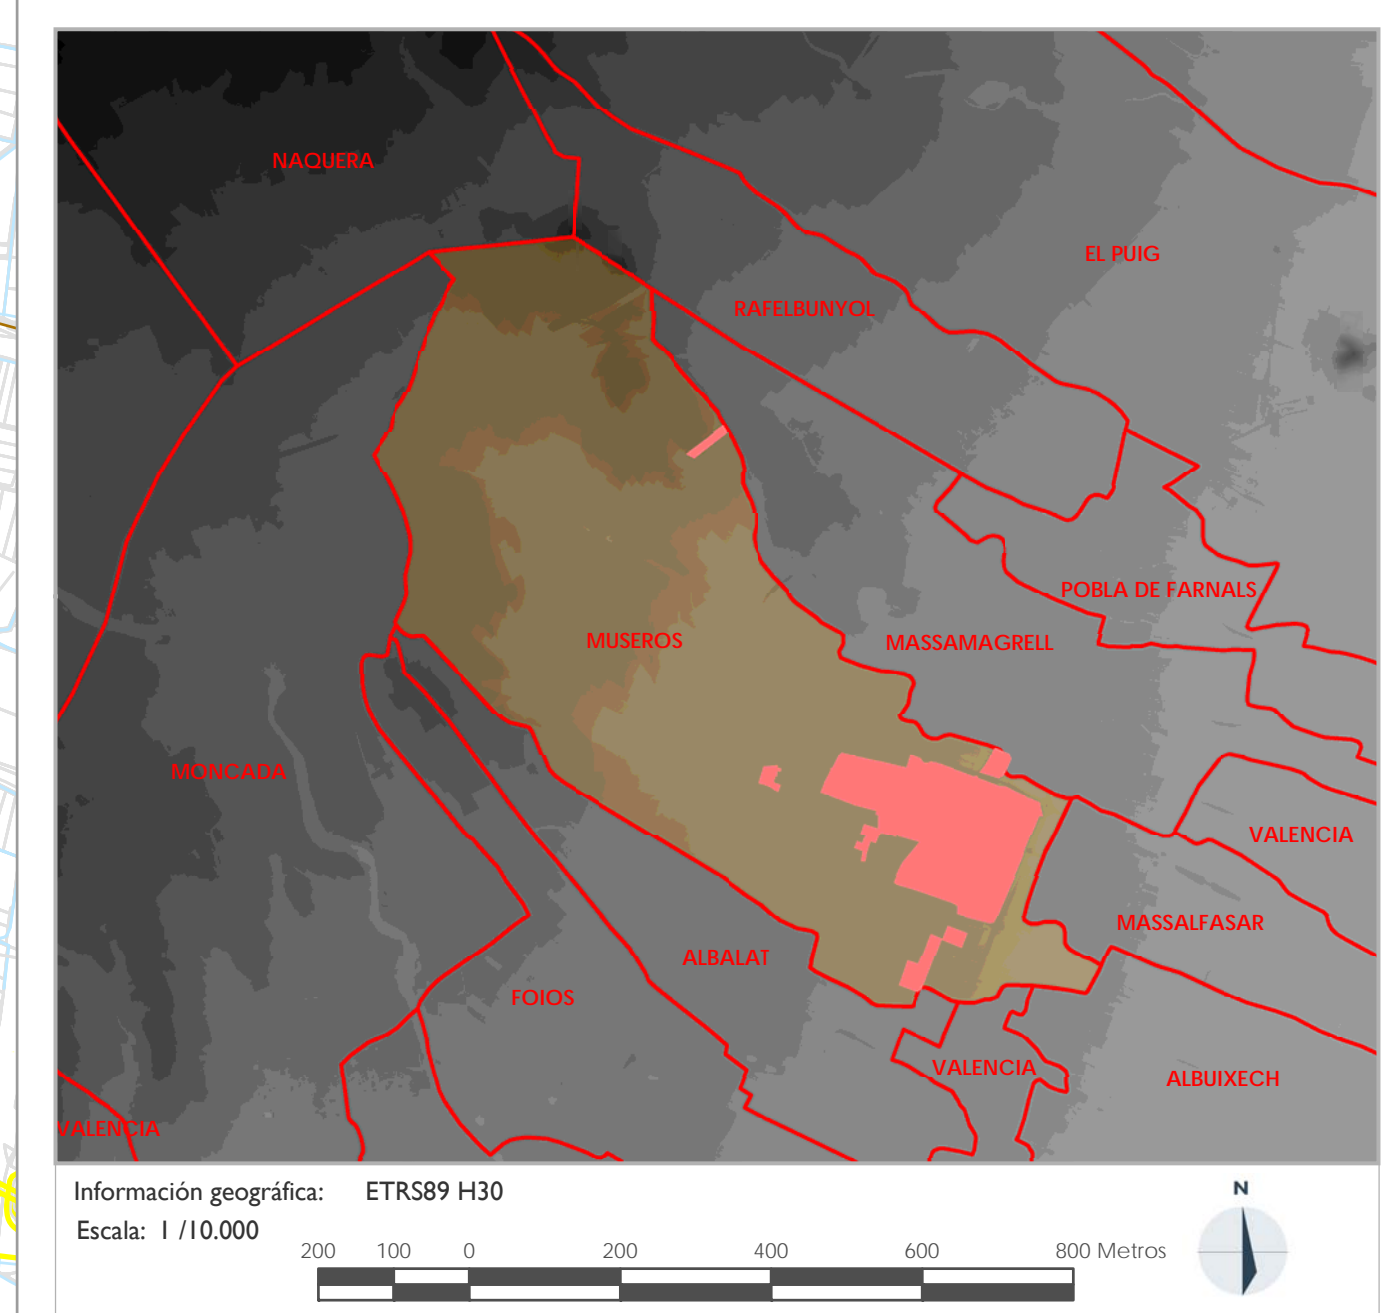 NAQUERA
EL PUIG
RAFELBUNYOL
POBLA DE FARNALS
MUSEROS
MASSAMAGRELL
MONCADA
VALENCIA
MASSALFASAR
ALBALAT
FOIOS
VALENCIA
ALBUIXECH
VALENCIA
Información geográfica: ETRS89 H30
Escala: 1 /10.000
N
200 100 0 200 400 600 800 Metros